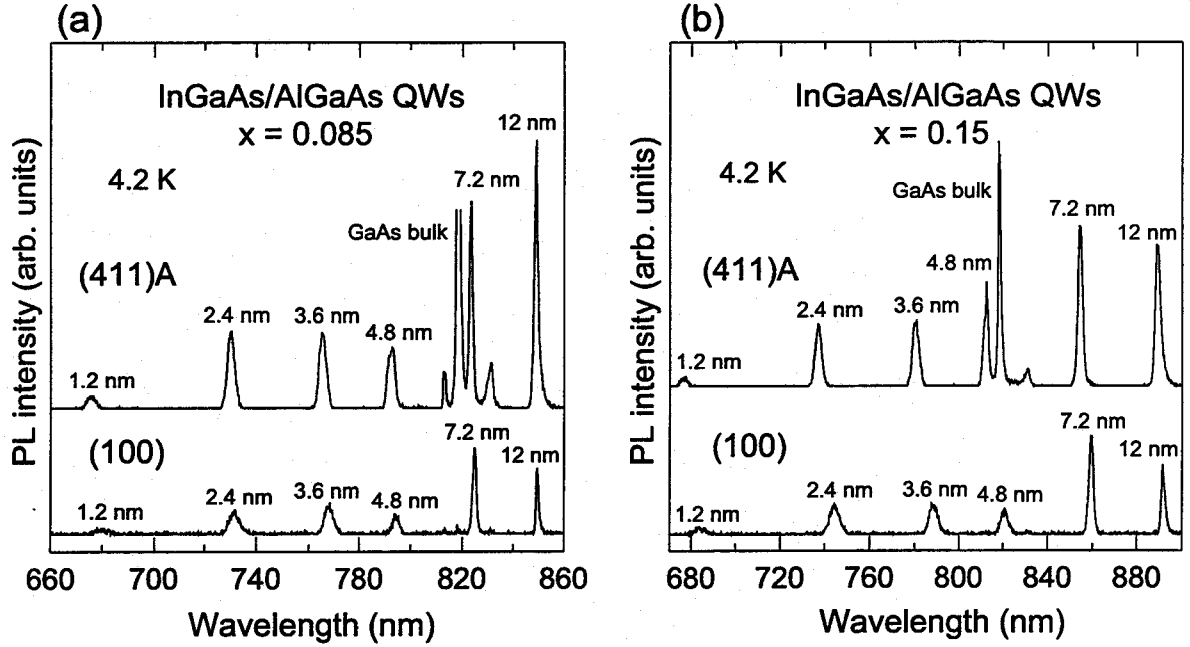 (a)
InGaAs/AlGaAs QWs
x = 0.085
12 nm
4.2 K
7.2 nm
GaAs bulk
(411)A
2.4 nm
3.6 nm
4.8 nm
1.2 nm
(100)
7.2 nm
12 nm
2.4 nm
3.6 nm
4.8 nm
1.2 nm
PL intensity (arb. units)
660 700 740 780 820 860
Wavelength (nm)
(b)
InGaAs/AlGaAs QWs
x = 0.15
4.2 K
GaAs bulk
7.2 nm
12 nm
(411)A
4.8 nm
2.4 nm
3.6 nm
1.2 nm
(100)
7.2 nm
12 nm
2.4 nm
3.6 nm
4.8 nm
1.2 nm
PL intensity (arb. units)
680 720 760 800 840 880
Wavelength (nm)